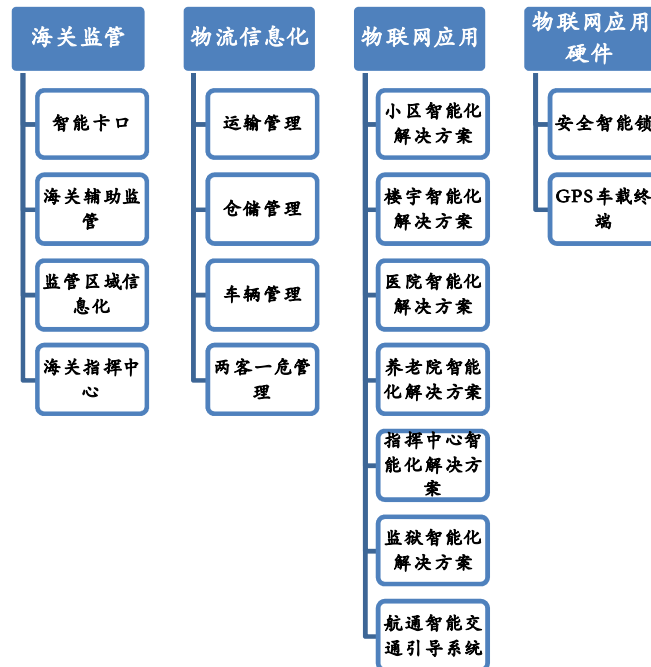 海关监管
智能卡口
海关辅助监
管
监管区域信
息化
海关指挥中
心
物流信息化
运输管理
仓储管理
车辆管理
两客一危管
理
物联网应用
小区智能化
解决方案
楼宇智能化
解决方案
医院智能化
解决方案
养老院智能
化解决方案
指挥中心智
能化解决方
案
监狱智能化
解决方案
航通智能交
通引导系统
物联网应用
硬件
安全智能锁
GPS车载终
端